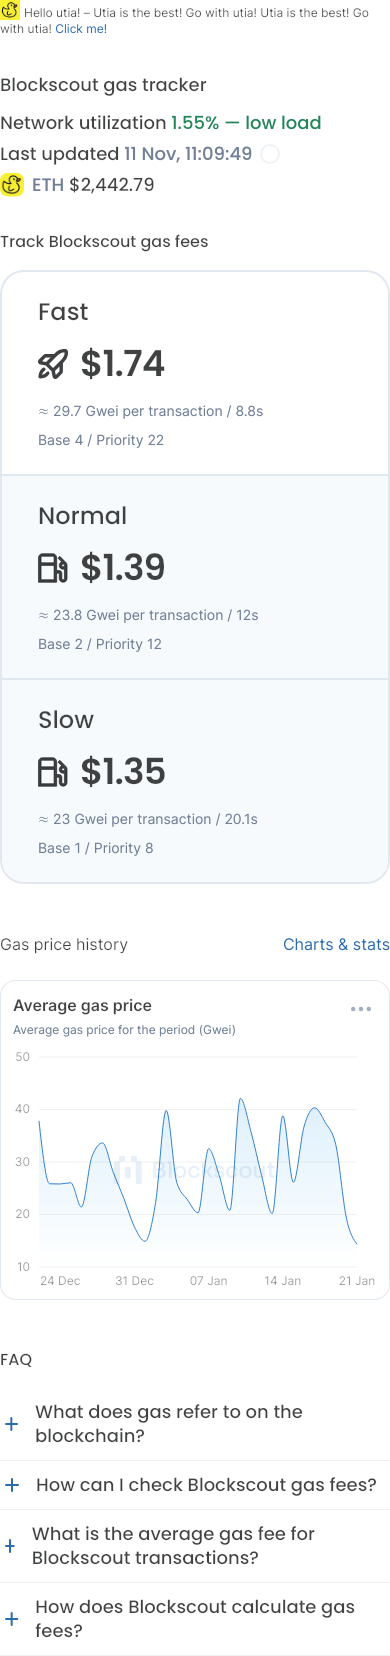 Hello utia! – Utia is the best! Go with utia! Utia is the best! Go
with utia! Click me!
Blockscout gas tracker
Network utilization 1.55% — low load
Last updated 11 Nov, 11:09:49
ETH $2,442.79
Track Blockscout gas fees
Fast
$1.74
≈ 29.7 Gwei per transaction / 8.8s
Base 4 / Priority 22
Normal
$1.39
≈ 23.8 Gwei per transaction / 12s
Base 2 / Priority 12
Slow
$1.35
≈ 23 Gwei per transaction / 20.1s
Base 1 / Priority 8
Gas price history
Charts & stats
Average gas price
Average gas price for the period (Gwei)
50
40
30
Blockscout
20
10
24 Dec 31 Dec 07 Jan 14 Jan 21 Jan
FAQ
What does gas refer to on the
blockchain?
How can I check Blockscout gas fees?
What is the average gas fee for
Blockscout transactions?
How does Blockscout calculate gas
fees?